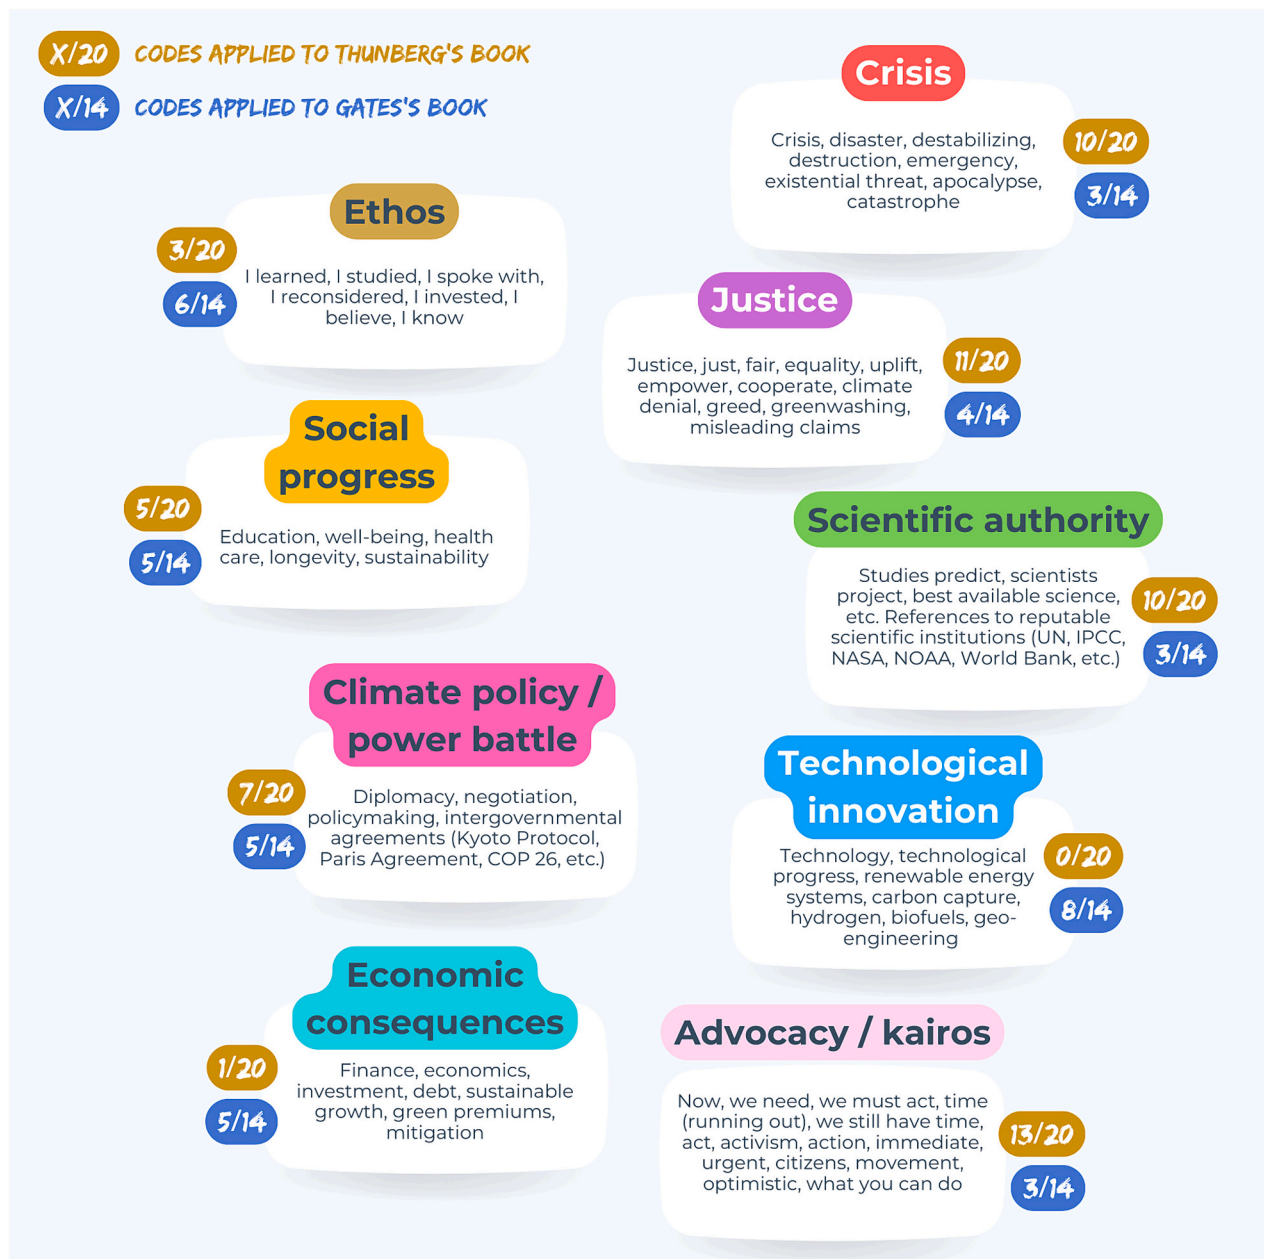 X/20 CODES APPLIED TO THUNBERG'S BOOK
X/14 CODES APPLIED TO GATES'S BOOK
Crisis
Crisis, disaster, destabilizing,
destruction, emergency,
existential threat, apocalypse,
catastrophe
10/20
3/14
Ethos
I learned, I studied, I spoke with,
I reconsidered, I invested, I
believe, I know
3/20
6/14
Justice
Justice, just, fair, equality, uplift,
empower, cooperate, climate
denial, greed, greenwashing,
misleading claims
11/20
4/14
Social
progress
Education, well-being, health
care, longevity, sustainability
5/20
5/14
Scientific authority
Studies predict, scientists
project, best available science,
etc. References to reputable
scientific institutions (UN, IPCC,
NASA, NOAA, World Bank, etc.)
10/20
3/14
Climate policy /
power battle
Diplomacy, negotiation,
policymaking, intergovernmental
agreements (Kyoto Protocol,
Paris Agreement, COP 26, etc.)
7/20
5/14
Technological
innovation
Technology, technological
progress, renewable energy
systems, carbon capture,
hydrogen, biofuels, geo-
engineering
0/20
8/14
Economic
consequences
Finance, economics,
investment, debt, sustainable
growth, green premiums,
mitigation
1/20
5/14
Advocacy / kairos
Now, we need, we must act, time
(running out), we still have time,
act, activism, action, immediate,
urgent, citizens, movement,
optimistic, what you can do
13/20
3/14